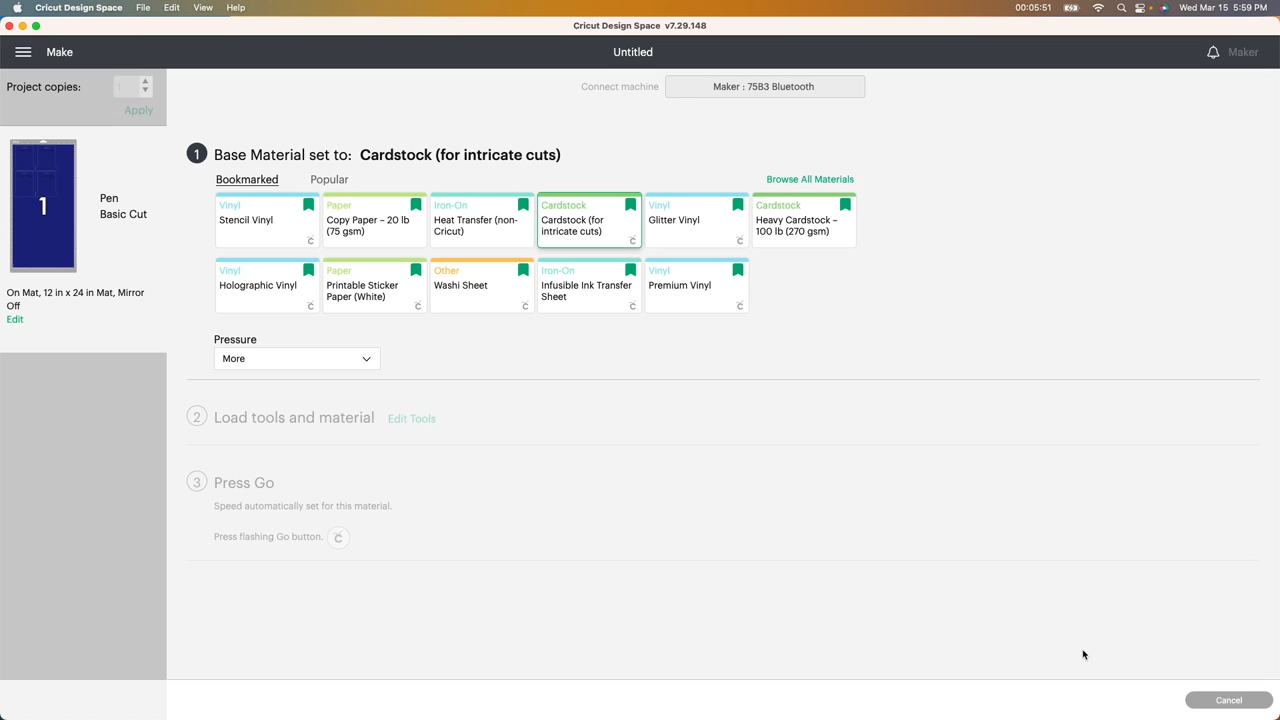 Cricut Design Space File Edit View Help 00:05:51 Wed Mar 15 5:59 PM
Cricut Design Space v7.29.148
Make Untitled Maker
Project copies: 1
Apply
Connect machine Maker : 75B3 Bluetooth
1
Pen
Basic Cut
On Mat, 12 in x 24 in Mat, Mirror
Off
Edit
1 Base Material set to: Cardstock (for intricate cuts)
Bookmarked Popular Browse All Materials
Vinyl
Stencil Vinyl
Paper
Copy Paper – 20 lb
(75 gsm)
Iron-On
Heat Transfer (non-
Cricut)
Cardstock
Cardstock (for
intricate cuts)
Vinyl
Glitter Vinyl
Cardstock
Heavy Cardstock –
100 lb (270 gsm)
Vinyl
Holographic Vinyl
Paper
Printable Sticker
Paper (White)
Other
Washi Sheet
Iron-On
Infusible Ink Transfer
Sheet
Vinyl
Premium Vinyl
Pressure
More
2 Load tools and material Edit Tools
3 Press Go
Speed automatically set for this material.
Press flashing Go button.
Cancel